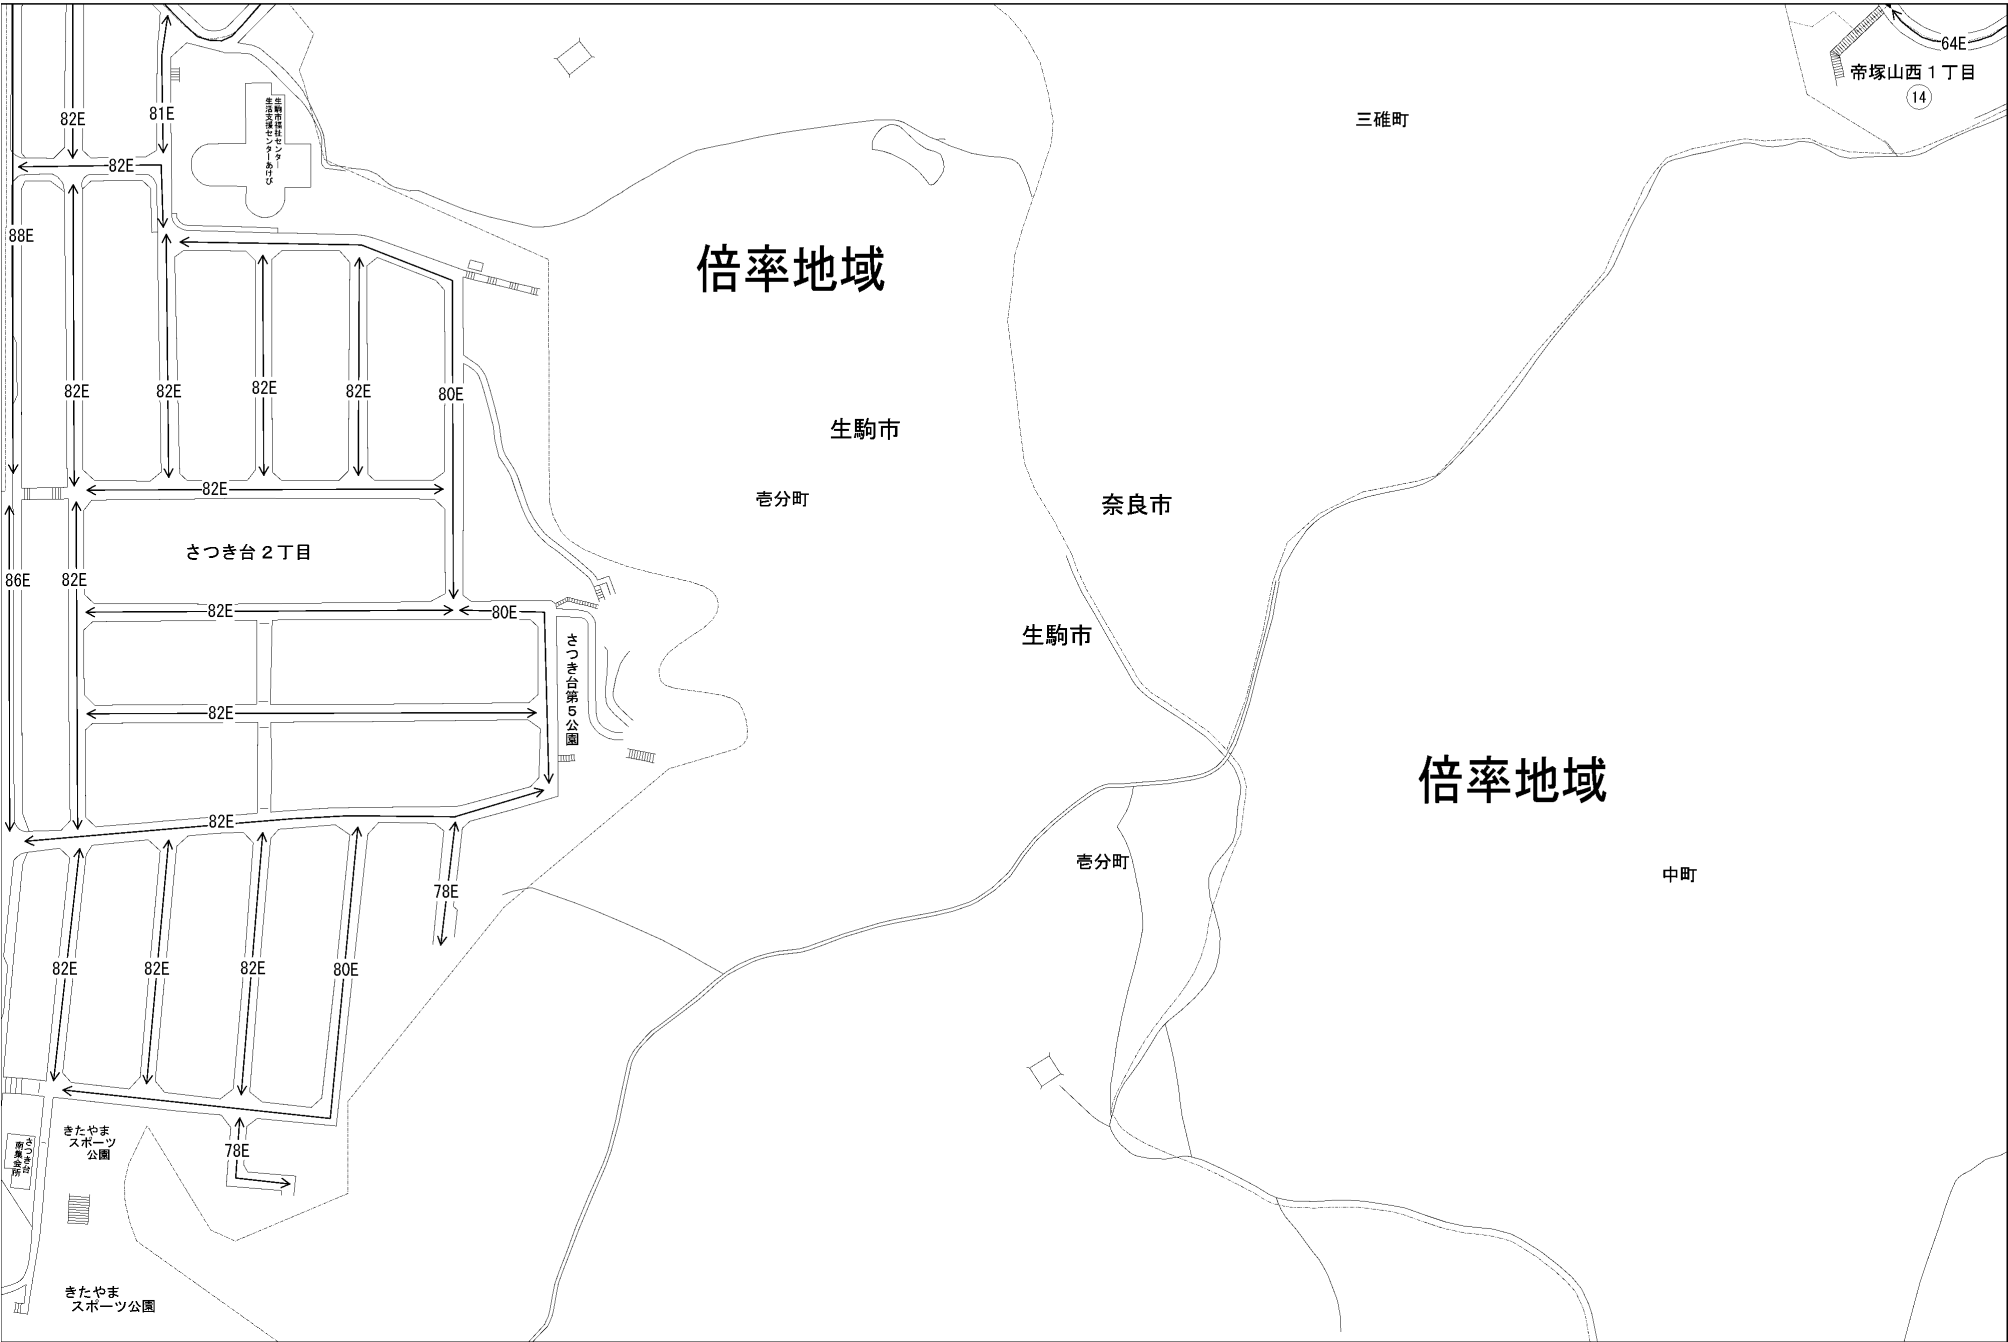 64E
帝塚山西１丁目
14
82E
81E
生駒市福祉センター
生活支援センターあけび
三碓町
82E
88E
倍率地域
82E
82E
82E
82E
80E
生駒市
82E
壱分町
奈良市
さつき台２丁目
86E
82E
82E
80E
さつき台第５公園
生駒市
82E
倍率地域
82E
壱分町
中町
78E
82E
82E
82E
80E
きたやま
スポーツ
公園
さつき台
南集会所
78E
きたやま
スポーツ公園